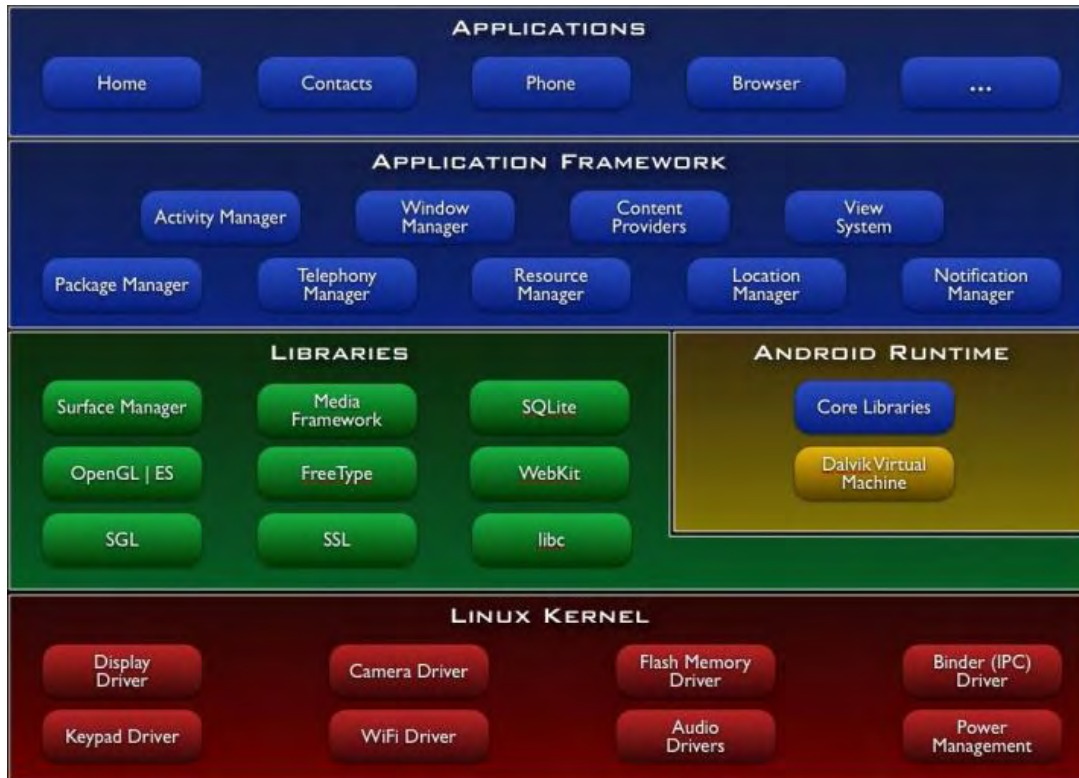 APPLICATIONS
Home
Contacts
Phone
Browser
...
APPLICATION FRAMEWORK
Activity Manager
Window
Manager
Content
Providers
View
System
Package Manager
Telephony
Manager
Resource
Manager
Location
Manager
Notification
Manager
LIBRARIES
Surface Manager
Media
Framework
SQLite
OpenGL | ES
FreeType
WebKit
SGL
SSL
libc
ANDROID RUNTIME
Core Libraries
Dalvik Virtual
Machine
LINUX KERNEL
Display
Driver
Camera Driver
Flash Memory
Driver
Binder (IPC)
Driver
Keypad Driver
WiFi Driver
Audio
Drivers
Power
Management